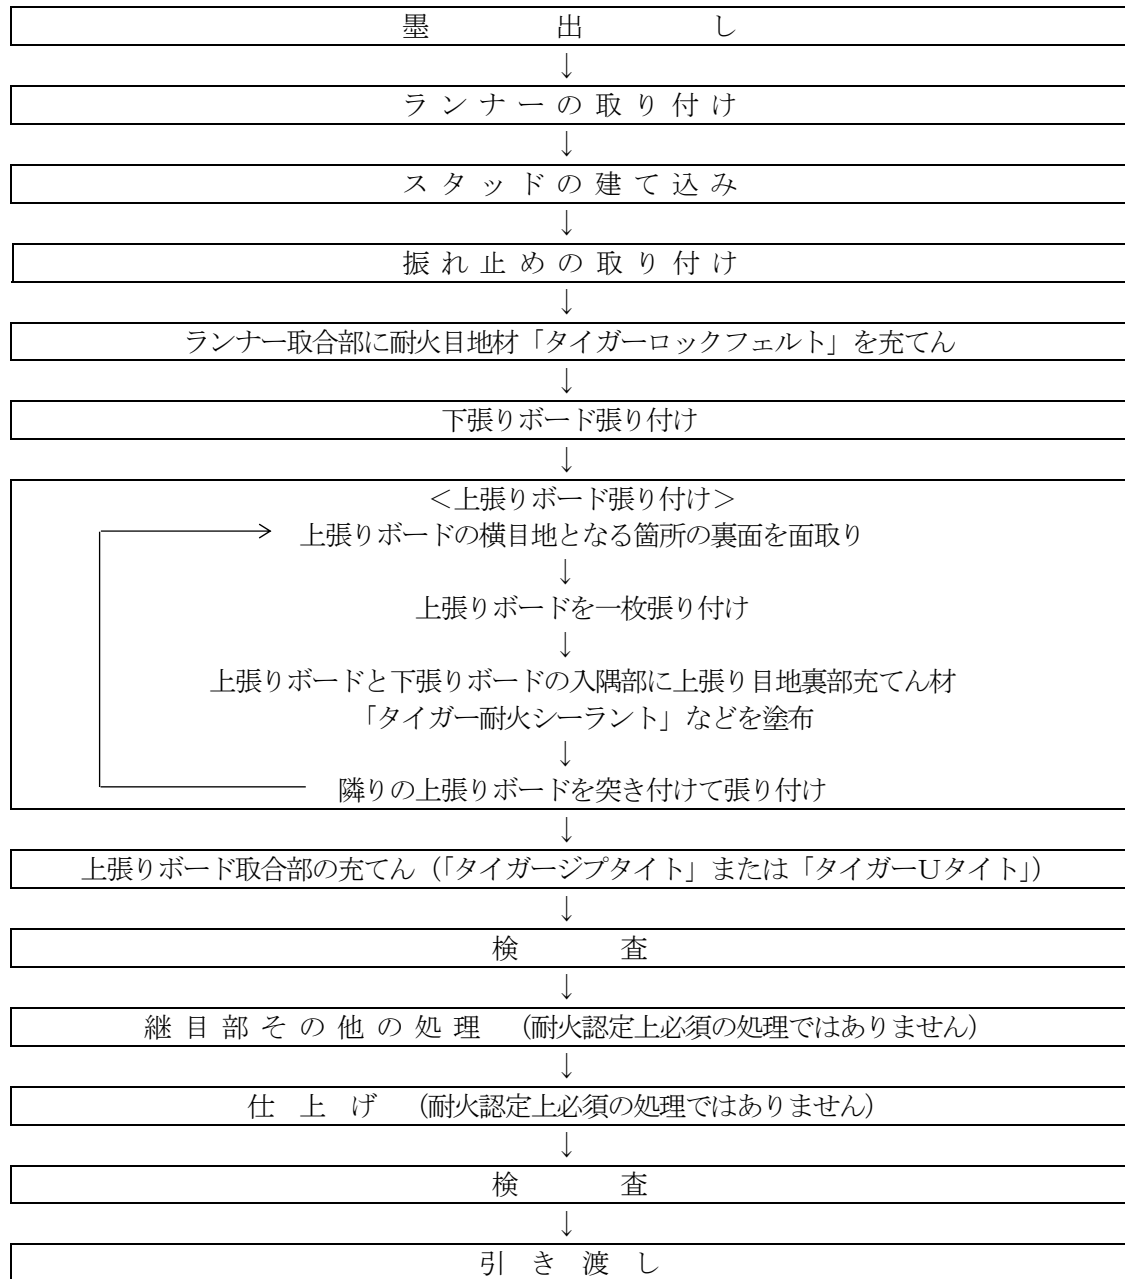 墨出し
↓
ランナーの取り付け
↓
スタッドの建て込み
↓
振れ止めの取り付け
↓
ランナー取合部に耐火目地材「タイガーロックフェルト」を充てん
↓
下張りボード張り付け
↓
＜上張りボード張り付け＞
上張りボードの横目地となる箇所の裏面を面取り
↓
上張りボードを一枚張り付け
↓
上張りボードと下張りボードの入隅部に上張り目地裏部充てん材
「タイガー耐火シーラント」などを塗布
↓
隣りの上張りボードを突き付けて張り付け
↓
上張りボード取合部の充てん（「タイガージプタイト」または「タイガーUタイト」）
↓
検査
↓
継目部その他の処理　（耐火認定上必須の処理ではありません）
↓
仕上げ　（耐火認定上必須の処理ではありません）
↓
検査
↓
引き渡し